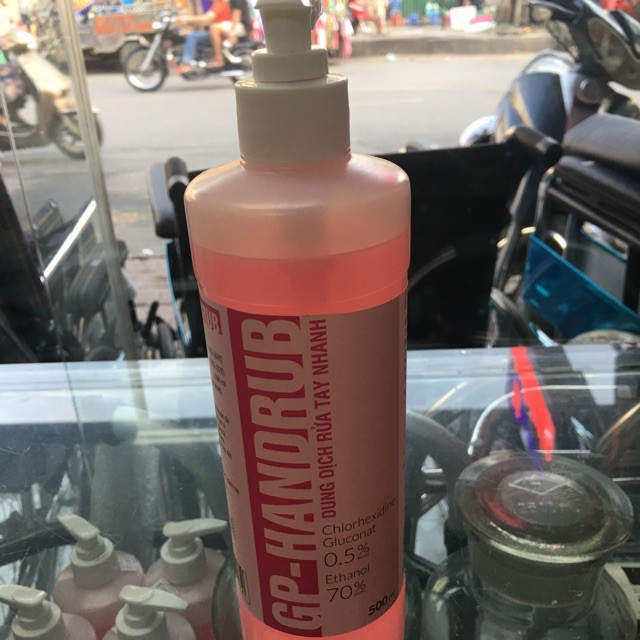 GP-HANDRUB
DUNG DỊCH RỬA TAY NHANH
Chlorhexidine
Gluconat
0.5%
Ethanol
70%
500